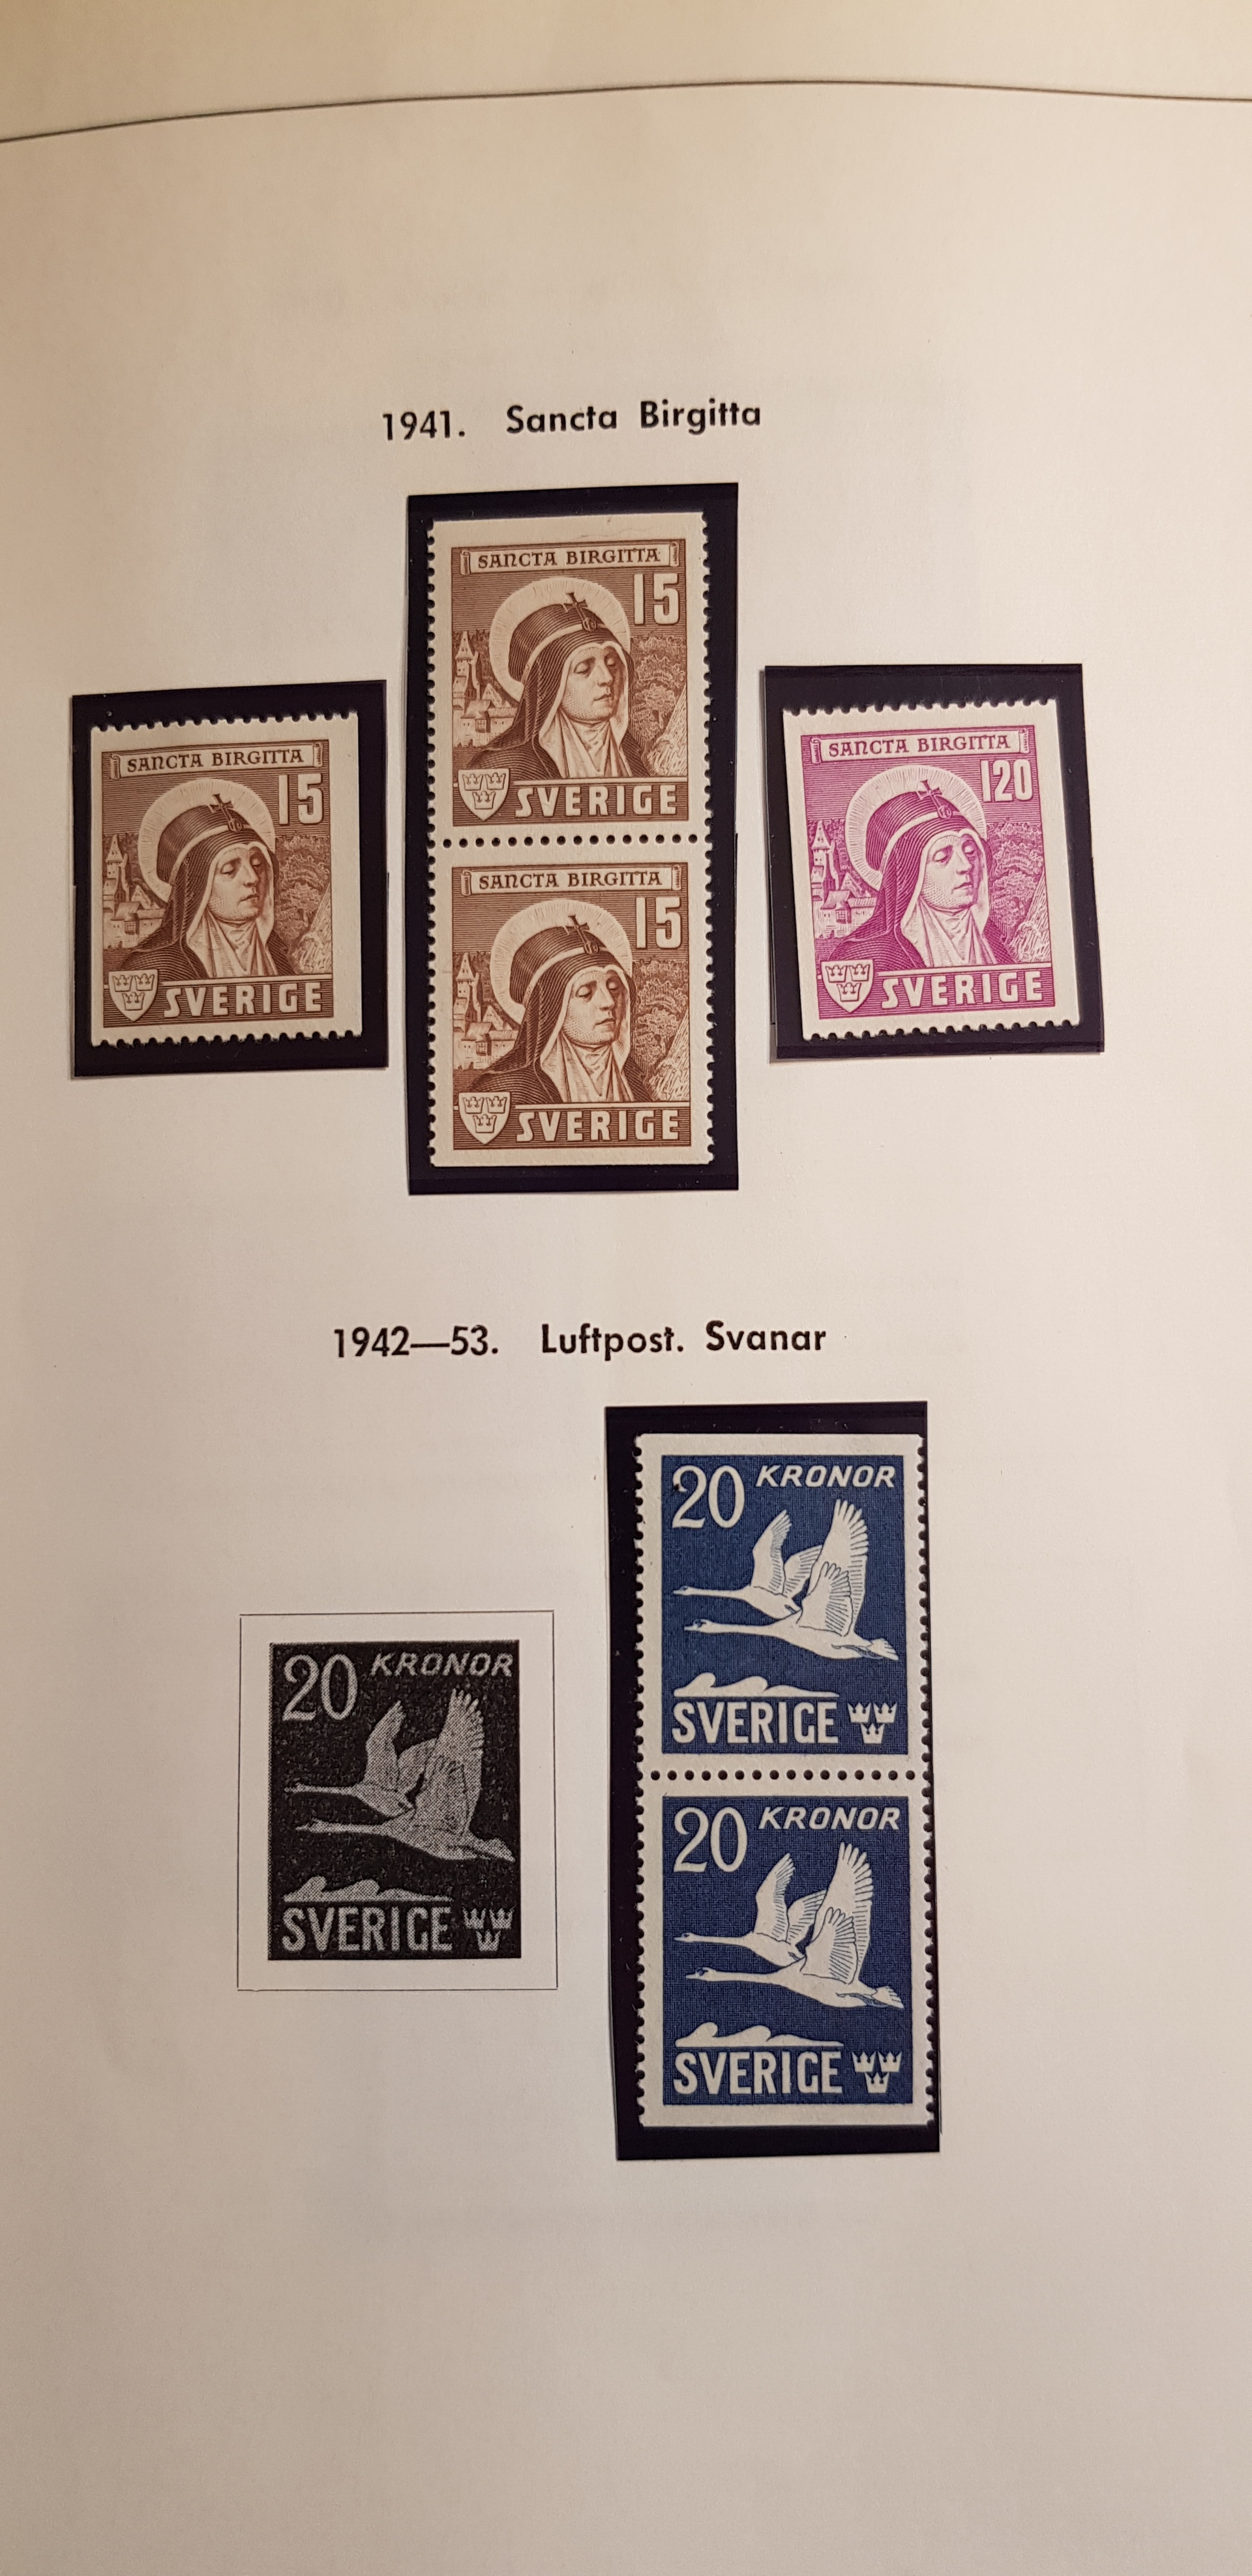 1941. Sancta Birgitta
SANCTA BIRGITTA
15
SVERIGE
SANCTA BIRGITTA
15
SVERIGE
SANCTA BIRGITTA
15
SVERIGE
SANCTA BIRGITTA
120
SVERIGE
1942—53. Luftpost. Svanar
20 KRONOR
SVERIGE
20 KRONOR
SVERIGE
20 KRONOR
SVERIGE